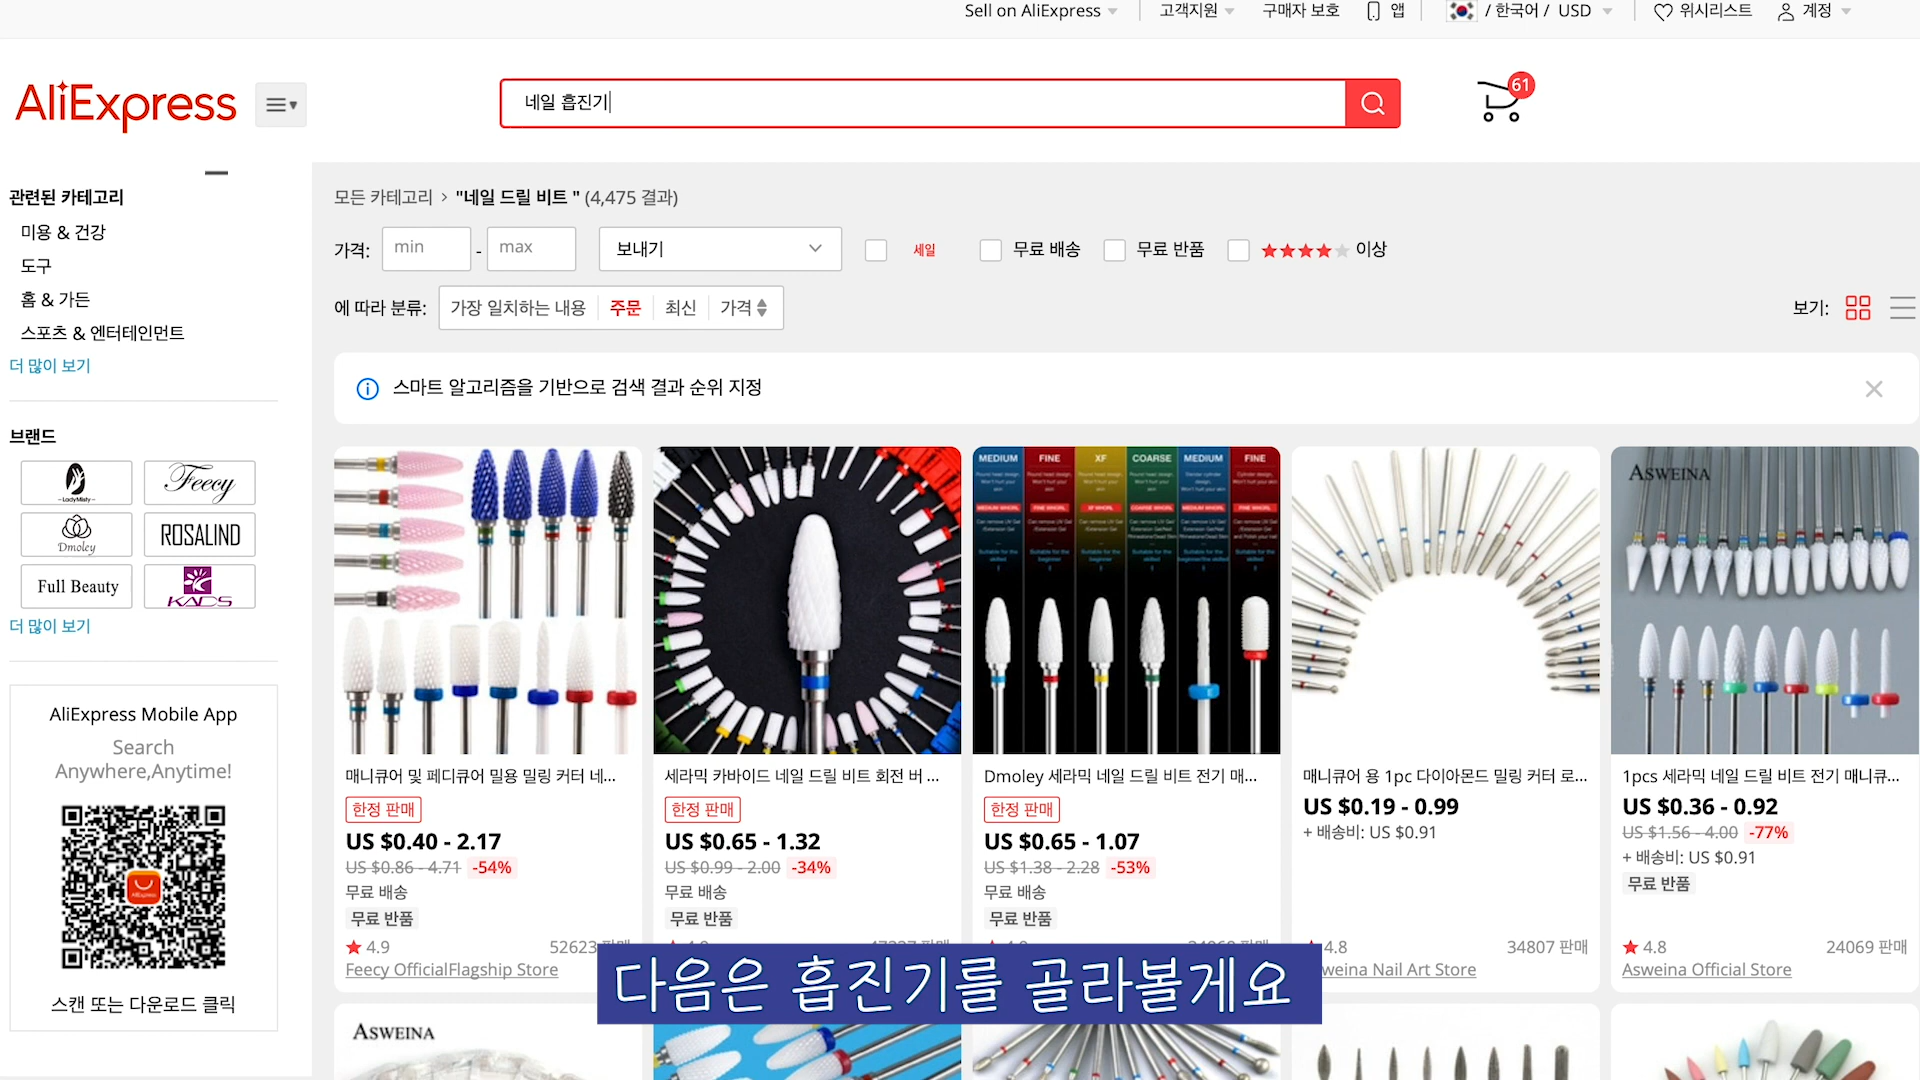 Sell on AliExpress
고객지원
구매자 보호
앱
/ 한국어 / USD
위시리스트
계정
AliExpress
네일 흡진기
61
관련된 카테고리
미용 & 건강
도구
홈 & 가든
스포츠 & 엔터테인먼트
더 많이 보기
브랜드
LadyMisty
Feecy
Dmoley
ROSALIND
Full Beauty
KADS
더 많이 보기
AliExpress Mobile App
Search
Anywhere,Anytime!
스캔 또는 다운로드 클릭
모든 카테고리 > "네일 드릴 비트 " (4,475 결과)
가격: min - max 보내기 세일 무료 배송 무료 반품 이상
에 따라 분류: 가장 일치하는 내용 주문 최신 가격
보기:
스마트 알고리즘을 기반으로 검색 결과 순위 지정
매니큐어 및 페디큐어 밀용 밀링 커터 네...
한정 판매
US $0.40 - 2.17
US $0.86 - 4.71 -54%
무료 배송
무료 반품
4.9 52623
Feecy OfficialFlagship Store
세라믹 카바이드 네일 드릴 비트 회전 버 ...
한정 판매
US $0.65 - 1.32
US $0.99 - 2.00 -34%
무료 배송
무료 반품
MEDIUM FINE XF COARSE MEDIUM FINE
Dmoley 세라믹 네일 드릴 비트 전기 매...
한정 판매
US $0.65 - 1.07
US $1.38 - 2.28 -53%
무료 배송
무료 반품
매니큐어 용 1pc 다이아몬드 밀링 커터 로...
US $0.19 - 0.99
+ 배송비: US $0.91
4.8 34807 판매
weina Nail Art Store
ASWEINA
1pcs 세라믹 네일 드릴 비트 전기 매니큐...
US $0.36 - 0.92
US $1.56 - 4.00 -77%
+ 배송비: US $0.91
무료 반품
4.8 24069 판매
Asweina Official Store
다음은 흡진기를 골라볼게요
ASWEINA